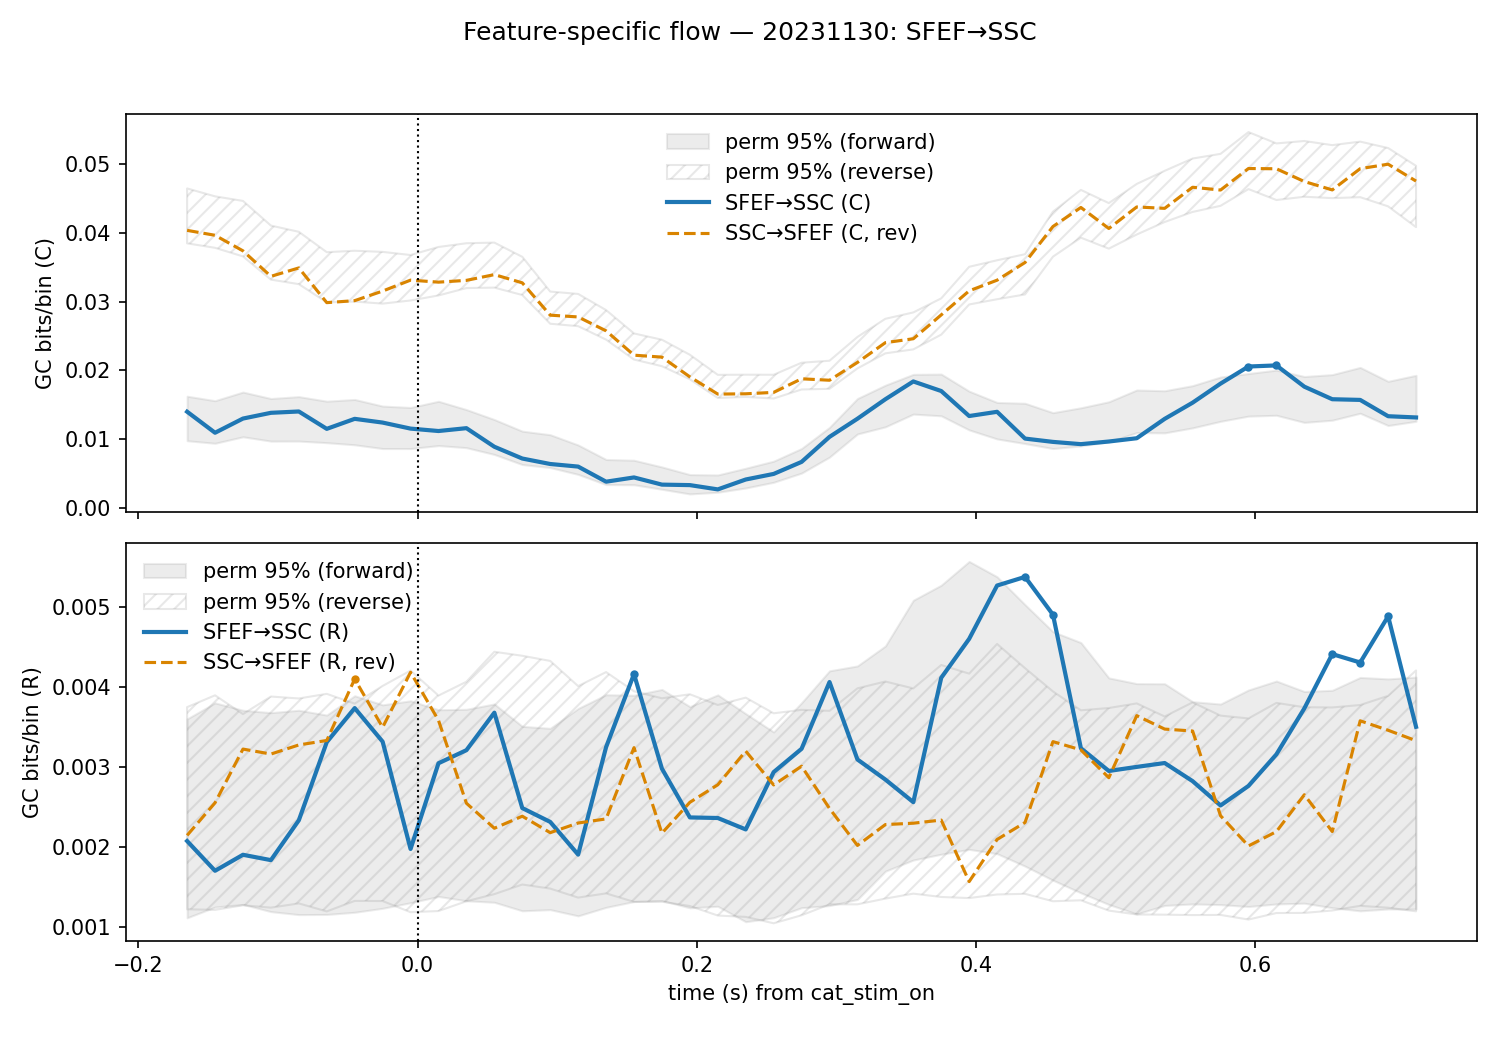 Feature-specific flow — 20231130: SFEF→SSC
GC bits/bin (C)
0.05
0.04
0.03
0.02
0.01
0.00
perm 95% (forward)
perm 95% (reverse)
SFEF→SSC (C)
SSC→SFEF (C, rev)
GC bits/bin (R)
0.005
0.004
0.003
0.002
0.001
perm 95% (forward)
perm 95% (reverse)
SFEF→SSC (R)
SSC→SFEF (R, rev)
−0.2 0.0 0.2 0.4 0.6
time (s) from cat_stim_on